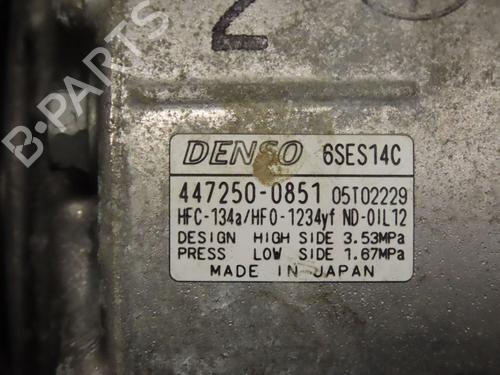 2
B-PARTS
DENSO 6SES14C
447250-0851 05T02229
HFC-134a/HFO-1234yf ND-OIL12
DESIGN HIGH SIDE 3.53MPa
PRESS LOW SIDE 1.67MPa
MADE IN JAPAN